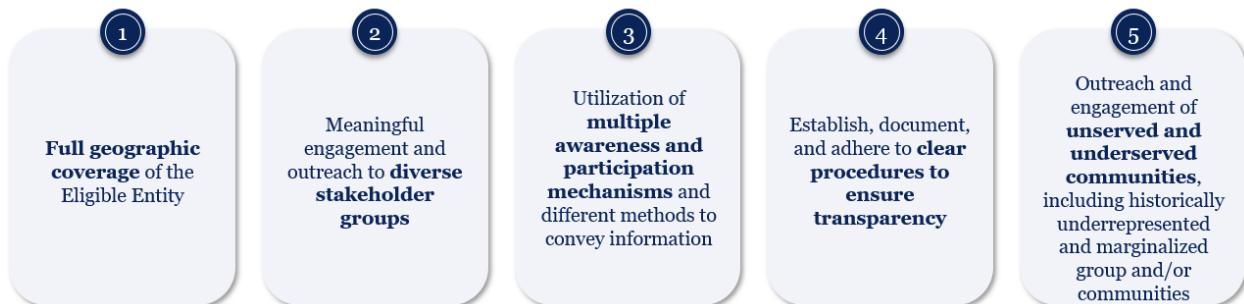 1
Full geographic
coverage of the
Eligible Entity
2
Meaningful
engagement and
outreach to diverse
stakeholder
groups
3
Utilization of
multiple
awareness and
participation
mechanisms and
different methods to
convey information
4
Establish, document,
and adhere to clear
procedures to
ensure
transparency
5
Outreach and
engagement of
unserved and
underserved
communities,
including historically
underrepresented
and marginalized
group and/or
communities